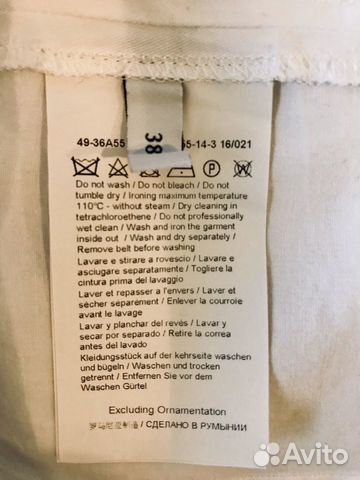 38
49-36A55 55-14-3 16/021
P W
Do not wash / Do not bleach / Do not
tumble dry / Ironing maximum temperature
110°C - without steam / Dry cleaning in
tetrachloroethene / Do not professionally
wet clean / Wash and iron the garment
inside out / Wash and dry separately /
Remove belt before washing
Lavare e stirare a rovescio / Lavare e
asciugare separatamente / Togliere la
cintura prima del lavaggio
Laver et repasser a l'envers / Laver et
sécher séparement / Enlever la courroie
avant le lavage
Lavar y planchar del revés / Lavar y
secar por separado / Retire la correa
antes del lavado
Kleidungsstück auf der kehrseite waschen
und bügeln / Waschen und trocken
getrennt / Entfernen Sie vor dem
Waschen Gürtel
Excluding Ornamentation
/ СДЕЛАНО В РУМЫНИИ
Avito